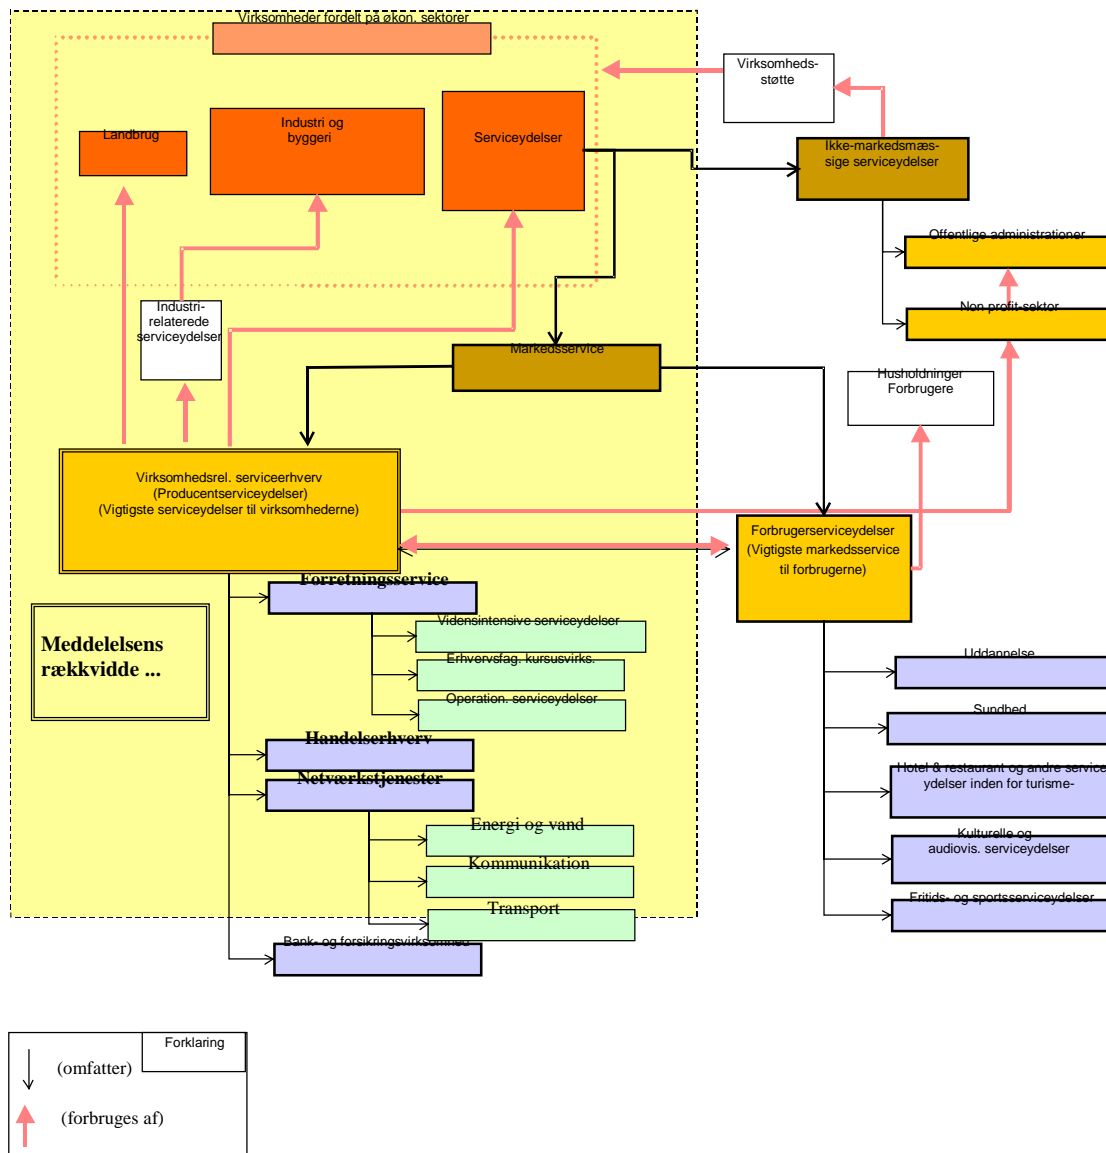 Virksomheder fordelt på økon. sektorer
Virksomheds-
støtte
Landbrug
Industri og
byggeri
Serviceydelser
Ikke-markedsmæs-
sige serviceydelser
Offentlige administrationer
Non-profit-sektor
Industri-
relaterede
serviceydelser
Markedsservice
Husholdninger
Forbrugere
Virksomhedsrel. serviceerhverv
(Producentserviceydelser)
(Vigtigste serviceydelser til virksomhederne)
Forbrugerserviceydelser
(Vigtigste markedsservice
til forbrugerne)
Forretningsservice
Vidensintensive serviceydelser
Erhvervsfag. kursusvirks.
Operation. serviceydelser
Meddelelsens
rækkvidde ...
Handelserhverv
Netværkstjenester
Energi og vand
Kommunikation
Transport
Bank- og forsikringsvirksomhed
Uddannelse
Sundhed
Hotel & restaurant og andre service
ydelser inden for turisme-
Kulturelle og
audiovis. serviceydelser
Fritids- og sportsserviceydelser
Forklaring
(omfatter)
(forbruges af)